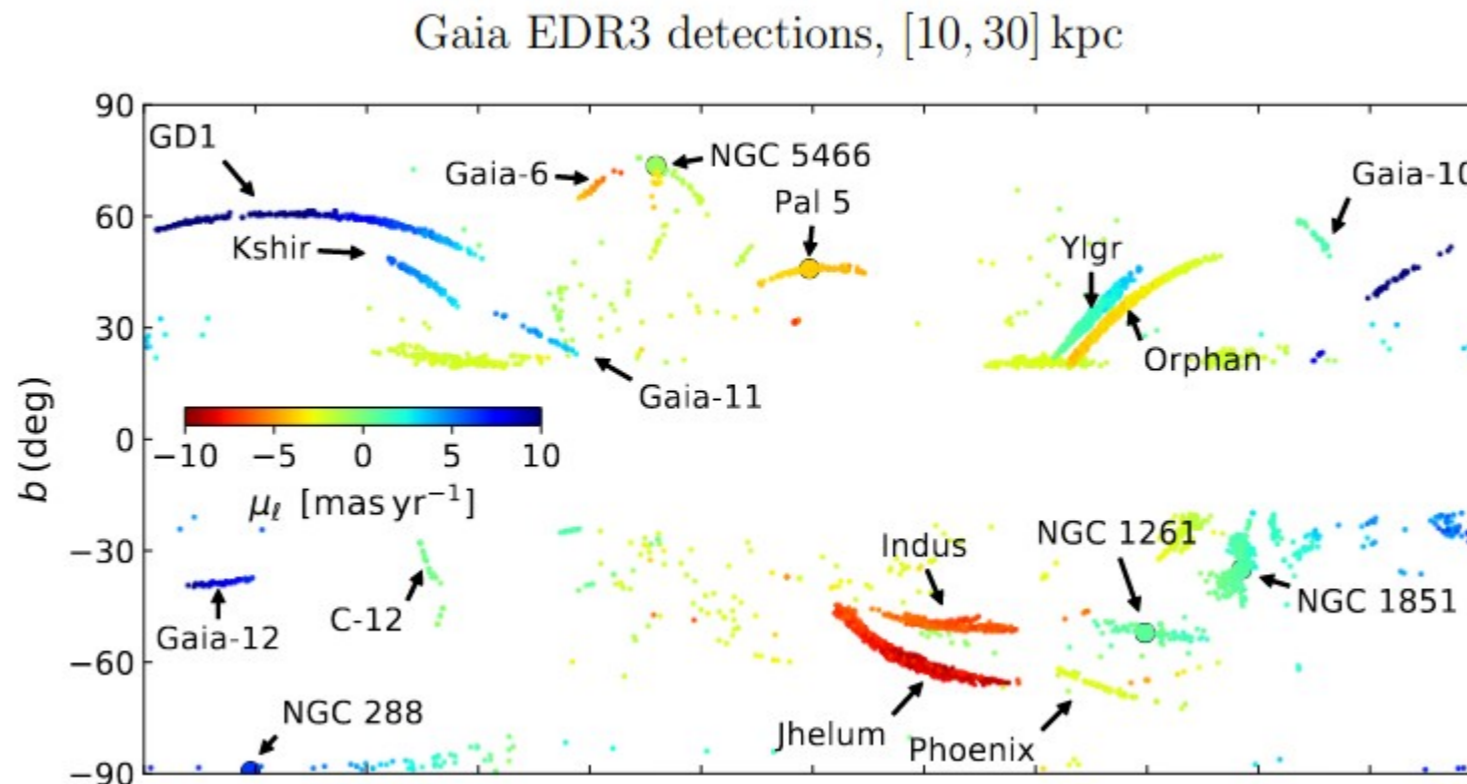 Gaia EDR3 detections, [10, 30] kpc
90
GD1
Gaia-6
NGC 5466
Gaia-10
Pal 5
60
Kshir
Ylgr
30
Orphan
Gaia-11
b (deg)
0
−10 −5 0 5 10
μℓ [mas yr⁻¹]
−30
Indus
NGC 1261
C-12
NGC 1851
Gaia-12
−60
NGC 288
Jhelum
Phoenix
−90